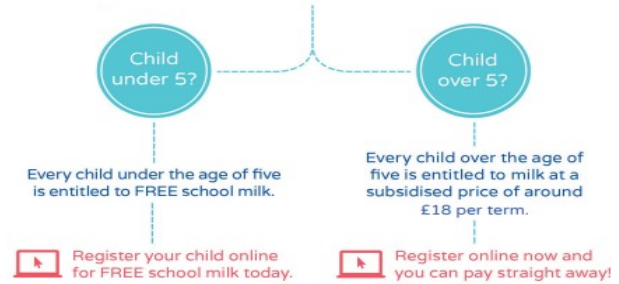 Child
under 5?
Child
over 5?
Every child under the age of five
is entitled to FREE school milk.
Every child over the age of
five is entitled to milk at a
subsidised price of around
£18 per term.
Register your child online
for FREE school milk today.
Register online now and
you can pay straight away!